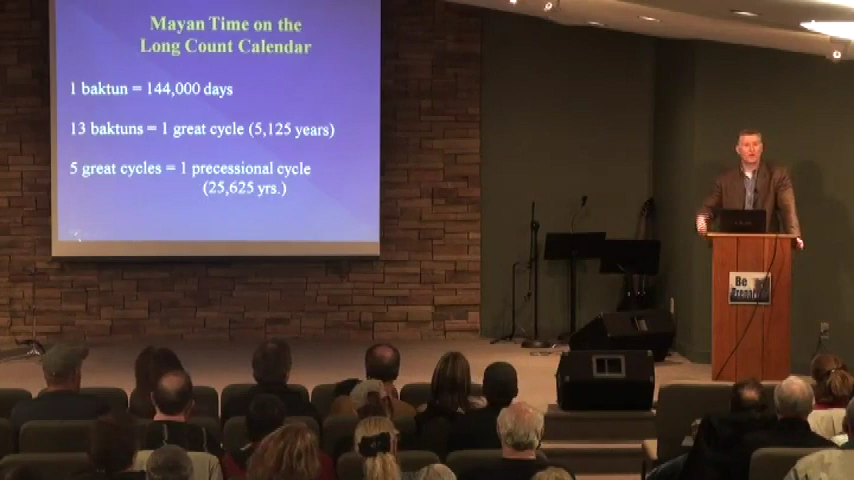 Mayan Time on the
Long Count Calendar
1 baktun = 144,000 days
13 baktuns = 1 great cycle (5,125 years)
5 great cycles = 1 precessional cycle
(25,625 yrs.)
Be